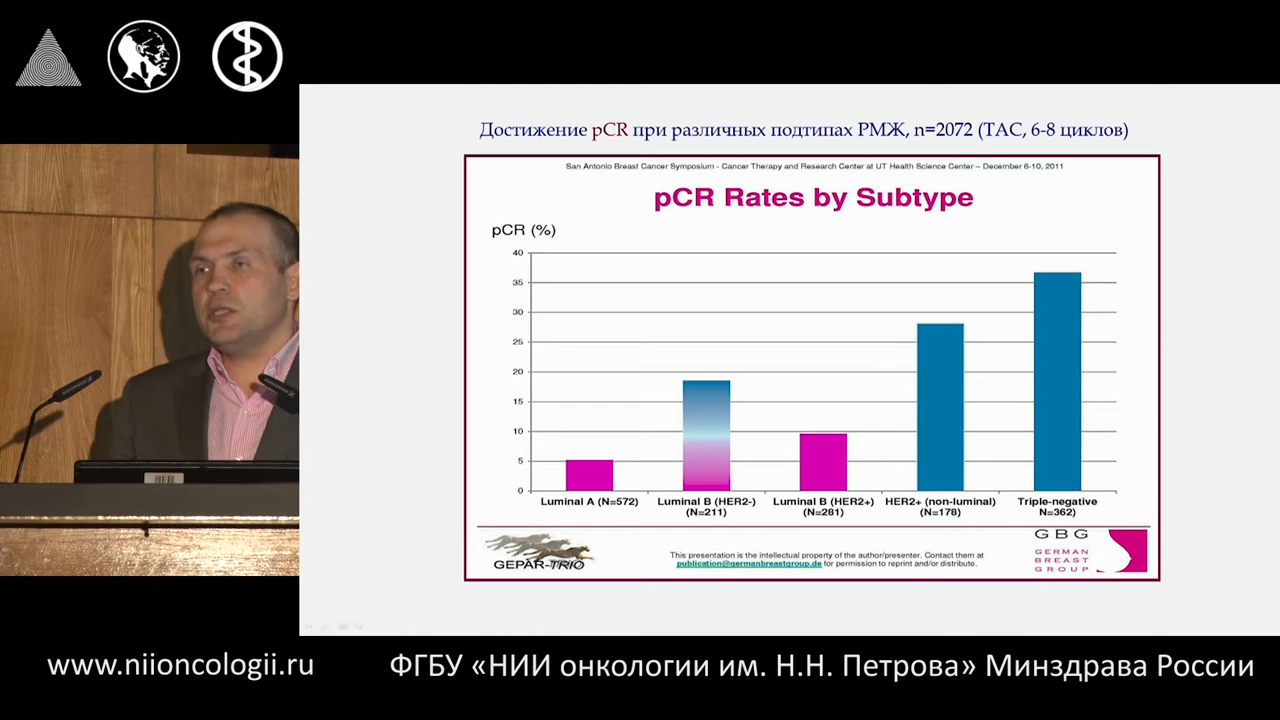 Достижение pCR при различных подтипах РМЖ, n=2072 (ТАС, 6-8 циклов)
San Antonio Breast Cancer Symposium - Cancer Therapy and Research Center at UT Health Science Center – December 6-10, 2011
pCR Rates by Subtype
pCR (%)
40
35
30
25
20
15
10
5
0
Luminal A (N=572)
Luminal B (HER2-)
(N=211)
Luminal B (HER2+)
(N=281)
HER2+ (non-luminal)
(N=178)
Triple-negative
N=362)
GEPAR-TRIO
This presentation is the intellectual property of the author/presenter. Contact them at
publication@germanbreastgroup.de for permission to reprint and/or distribute.
GBG
GERMAN
BREAST
GROUP
www.niioncologii.ru
ФГБУ «НИИ онкологии им. Н.Н. Петрова» Минздрава России